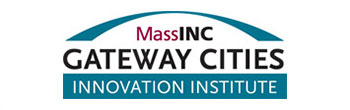 MassINC
GATEWAY CITIES
INNOVATION INSTITUTE